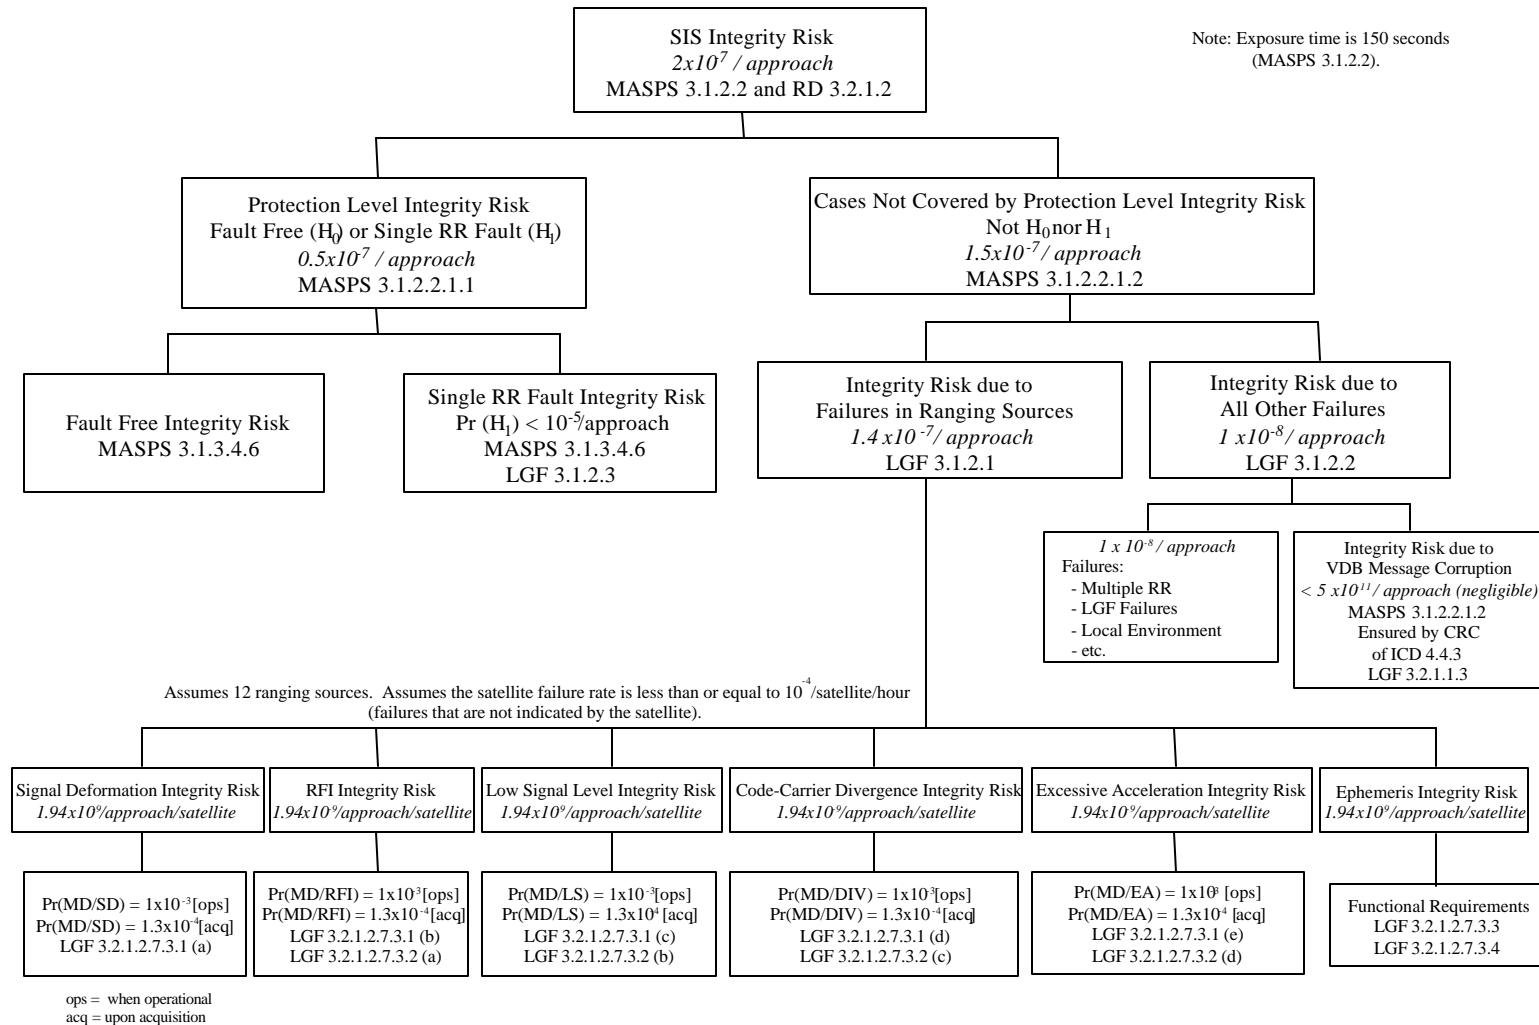 SIS Integrity Risk
2x10⁷ / approach
MASPS 3.1.2.2 and RD 3.2.1.2
Note: Exposure time is 150 seconds
(MASPS 3.1.2.2).
Protection Level Integrity Risk
Fault Free (H₀) or Single RR Fault (H₁)
0.5x10⁻⁷ / approach
MASPS 3.1.2.2.1.1
Cases Not Covered by Protection Level Integrity Risk
Not H₀ nor H₁
1.5x10⁻⁷ / approach
MASPS 3.1.2.2.1.2
Fault Free Integrity Risk
MASPS 3.1.3.4.6
Single RR Fault Integrity Risk
Pr (H₁) < 10⁻⁵/approach
MASPS 3.1.3.4.6
LGF 3.1.2.3
Integrity Risk due to
Failures in Ranging Sources
1.4 x10⁻⁷ / approach
LGF 3.1.2.1
Integrity Risk due to
All Other Failures
1 x10⁻⁸ / approach
LGF 3.1.2.2
1 x 10⁻⁸ / approach
Failures:
- Multiple RR
- LGF Failures
- Local Environment
- etc.
Integrity Risk due to
VDB Message Corruption
< 5 x10¹¹ / approach (negligible)
MASPS 3.1.2.2.1.2
Ensured by CRC
of ICD 4.4.3
LGF 3.2.1.1.3
Assumes 12 ranging sources. Assumes the satellite failure rate is less than or equal to 10⁻⁴/satellite/hour
(failures that are not indicated by the satellite).
Signal Deformation Integrity Risk
1.94x10⁹/approach/satellite
RFI Integrity Risk
1.94x10⁻⁹/approach/satellite
Low Signal Level Integrity Risk
1.94x10⁹/approach/satellite
Code-Carrier Divergence Integrity Risk
1.94x10⁻⁹/approach/satellite
Excessive Acceleration Integrity Risk
1.94x10⁻⁹/approach/satellite
Ephemeris Integrity Risk
1.94x10⁹/approach/satellite
Pr(MD/SD) = 1x10⁻³ [ops]
Pr(MD/SD) = 1.3x10⁻⁴ [acq]
LGF 3.2.1.2.7.3.1 (a)
Pr(MD/RFI) = 1x10⁻³ [ops]
Pr(MD/RFI) = 1.3x10⁻⁴ [acq]
LGF 3.2.1.2.7.3.1 (b)
LGF 3.2.1.2.7.3.2 (a)
Pr(MD/LS) = 1x10⁻³ [ops]
Pr(MD/LS) = 1.3x10⁴ [acq]
LGF 3.2.1.2.7.3.1 (c)
LGF 3.2.1.2.7.3.2 (b)
Pr(MD/DIV) = 1x10⁻³ [ops]
Pr(MD/DIV) = 1.3x10⁻⁴ [acq]
LGF 3.2.1.2.7.3.1 (d)
LGF 3.2.1.2.7.3.2 (c)
Pr(MD/EA) = [ops]
Pr(MD/EA) = 1.3x10⁻⁴ [acq]
LGF 3.2.1.2.7.3.1 (e)
LGF 3.2.1.2.7.3.2 (d)
Functional Requirements
LGF 3.2.1.2.7.3.3
LGF 3.2.1.2.7.3.4
ops = when operational
acq = upon acquisition